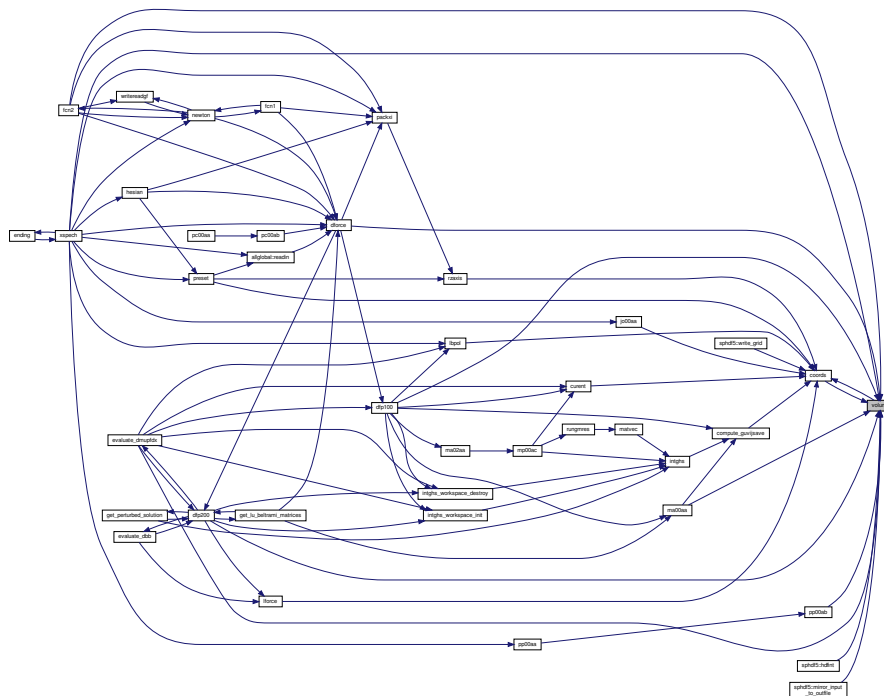 writereadgf
fcn2
newton
fcn1
packxi
hesian
ending
xspech
pc00aa
pc00ab
dforce
allglobal::readin
preset
rzaxis
jo00aa
lbpol
sphdf5::write_grid
coords
curent
dfp100
volu
evaluate_dmupfdx
ma02aa
mp00ac
rungmres
matvec
compute_guvijsave
intghs
intghs_workspace_destroy
get_perturbed_solution
dfp200
get_lu_beltrami_matrices
intghs_workspace_init
ma00aa
evaluate_dbb
lforce
pp00ab
pp00aa
sphdf5::hdfint
sphdf5::mirror_input
_to_outfile